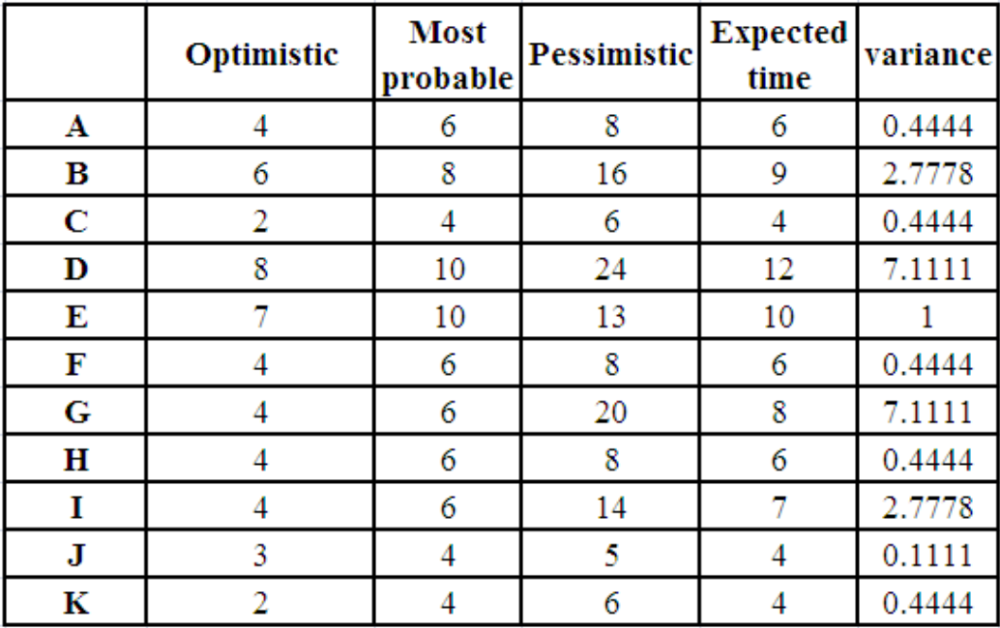 Optimistic Most probable Pessimistic Expected time variance
A 4 6 8 6 0.4444
B 6 8 16 9 2.7778
C 2 4 6 4 0.4444
D 8 10 24 12 7.1111
E 7 10 13 10 1
F 4 6 8 6 0.4444
G 4 6 20 8 7.1111
H 4 6 8 6 0.4444
I 4 6 14 7 2.7778
J 3 4 5 4 0.1111
K 2 4 6 4 0.4444